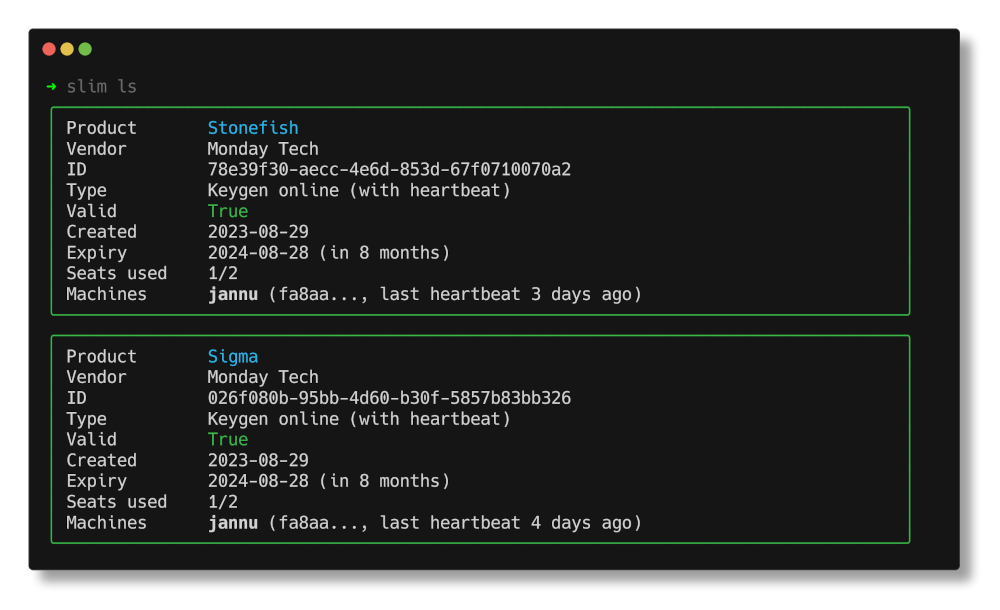 ➜ slim ls
Product Stonefish
Vendor Monday Tech
ID 78e39f30-aecc-4e6d-853d-67f0710070a2
Type Keygen online (with heartbeat)
Valid True
Created 2023-08-29
Expiry 2024-08-28 (in 8 months)
Seats used 1/2
Machines jannu (fa8aa..., last heartbeat 3 days ago)
Product Sigma
Vendor Monday Tech
ID 026f080b-95bb-4d60-b30f-5857b83bb326
Type Keygen online (with heartbeat)
Valid True
Created 2023-08-29
Expiry 2024-08-28 (in 8 months)
Seats used 1/2
Machines jannu (fa8aa..., last heartbeat 4 days ago)